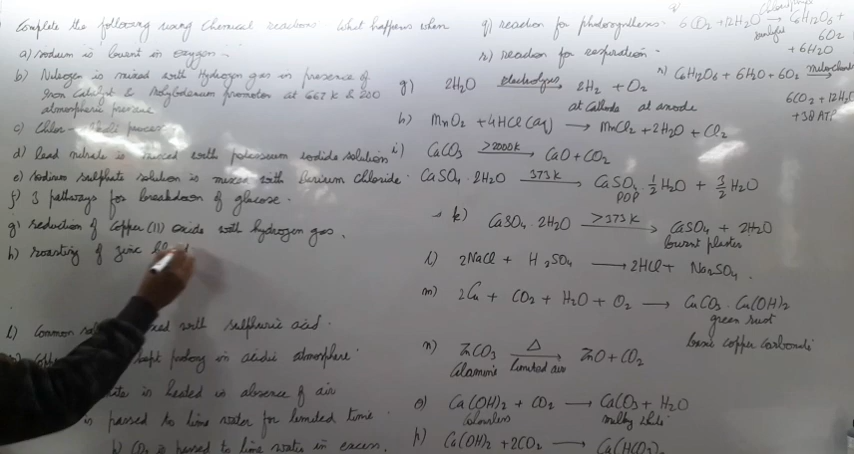 Complete the following using chemical reactions. What happens when
a) sodium is burnt in oxygen.
b) Nitrogen is mixed with Hydrogen gas in presence of
Iron catalyst & Molybdenum promoter at 667 K & 200
atmospheric pressure
c) Chlor-
d) lead nitrate is mixed with potassium iodide solution
e) sodium sulphate solution is mixed with barium chloride.
f) 3 pathways for breakdown of glucose.
g) reduction of copper (II) oxide with hydrogen gas.
h) roasting of zinc
l) Common
with sulphuric acid.
in acidic atmosphere
is heated in absence of air
is passed to lime water for limited time
CO2 is passed to lime water in excess.
q) reaction for photosynthesis.
r) reaction for respiration.
q) 6CO2 + 12H2O → C6H12O6 +
sunlight
6O2
+ 6H2O
r) C6H12O6 + 6H2O + 6O2 →
6CO2 + 12H2O
+ 38 ATP
g) 2H2O electrolysis → 2H2 + O2
at cathode at anode
h) MnO2 + 4HCl (aq) → MnCl2 + 2H2O + Cl2
i) CaCO3 >2000K → CaO + CO2
CaSO4 . 2H2O 373K → CaSO4 . 1/2 H2O + 3/2 H2O
POP
k) CaSO4 . 2H2O >373K → CaSO4 + 2H2O
burnt plaster
l) 2NaCl + H2SO4 → 2HCl + Na2SO4.
m) 2Cu + CO2 + H2O + O2 → CuCO3 . Cu(OH)2
green rust
basic copper carbonate
n) ZnCO3 Δ → ZnO + CO2
Calamine limited air
o) Ca(OH)2 + CO2 → CaCO3 + H2O
Colourless milky white
p) Ca(OH)2 + 2CO2 → Ca(HCO3)2